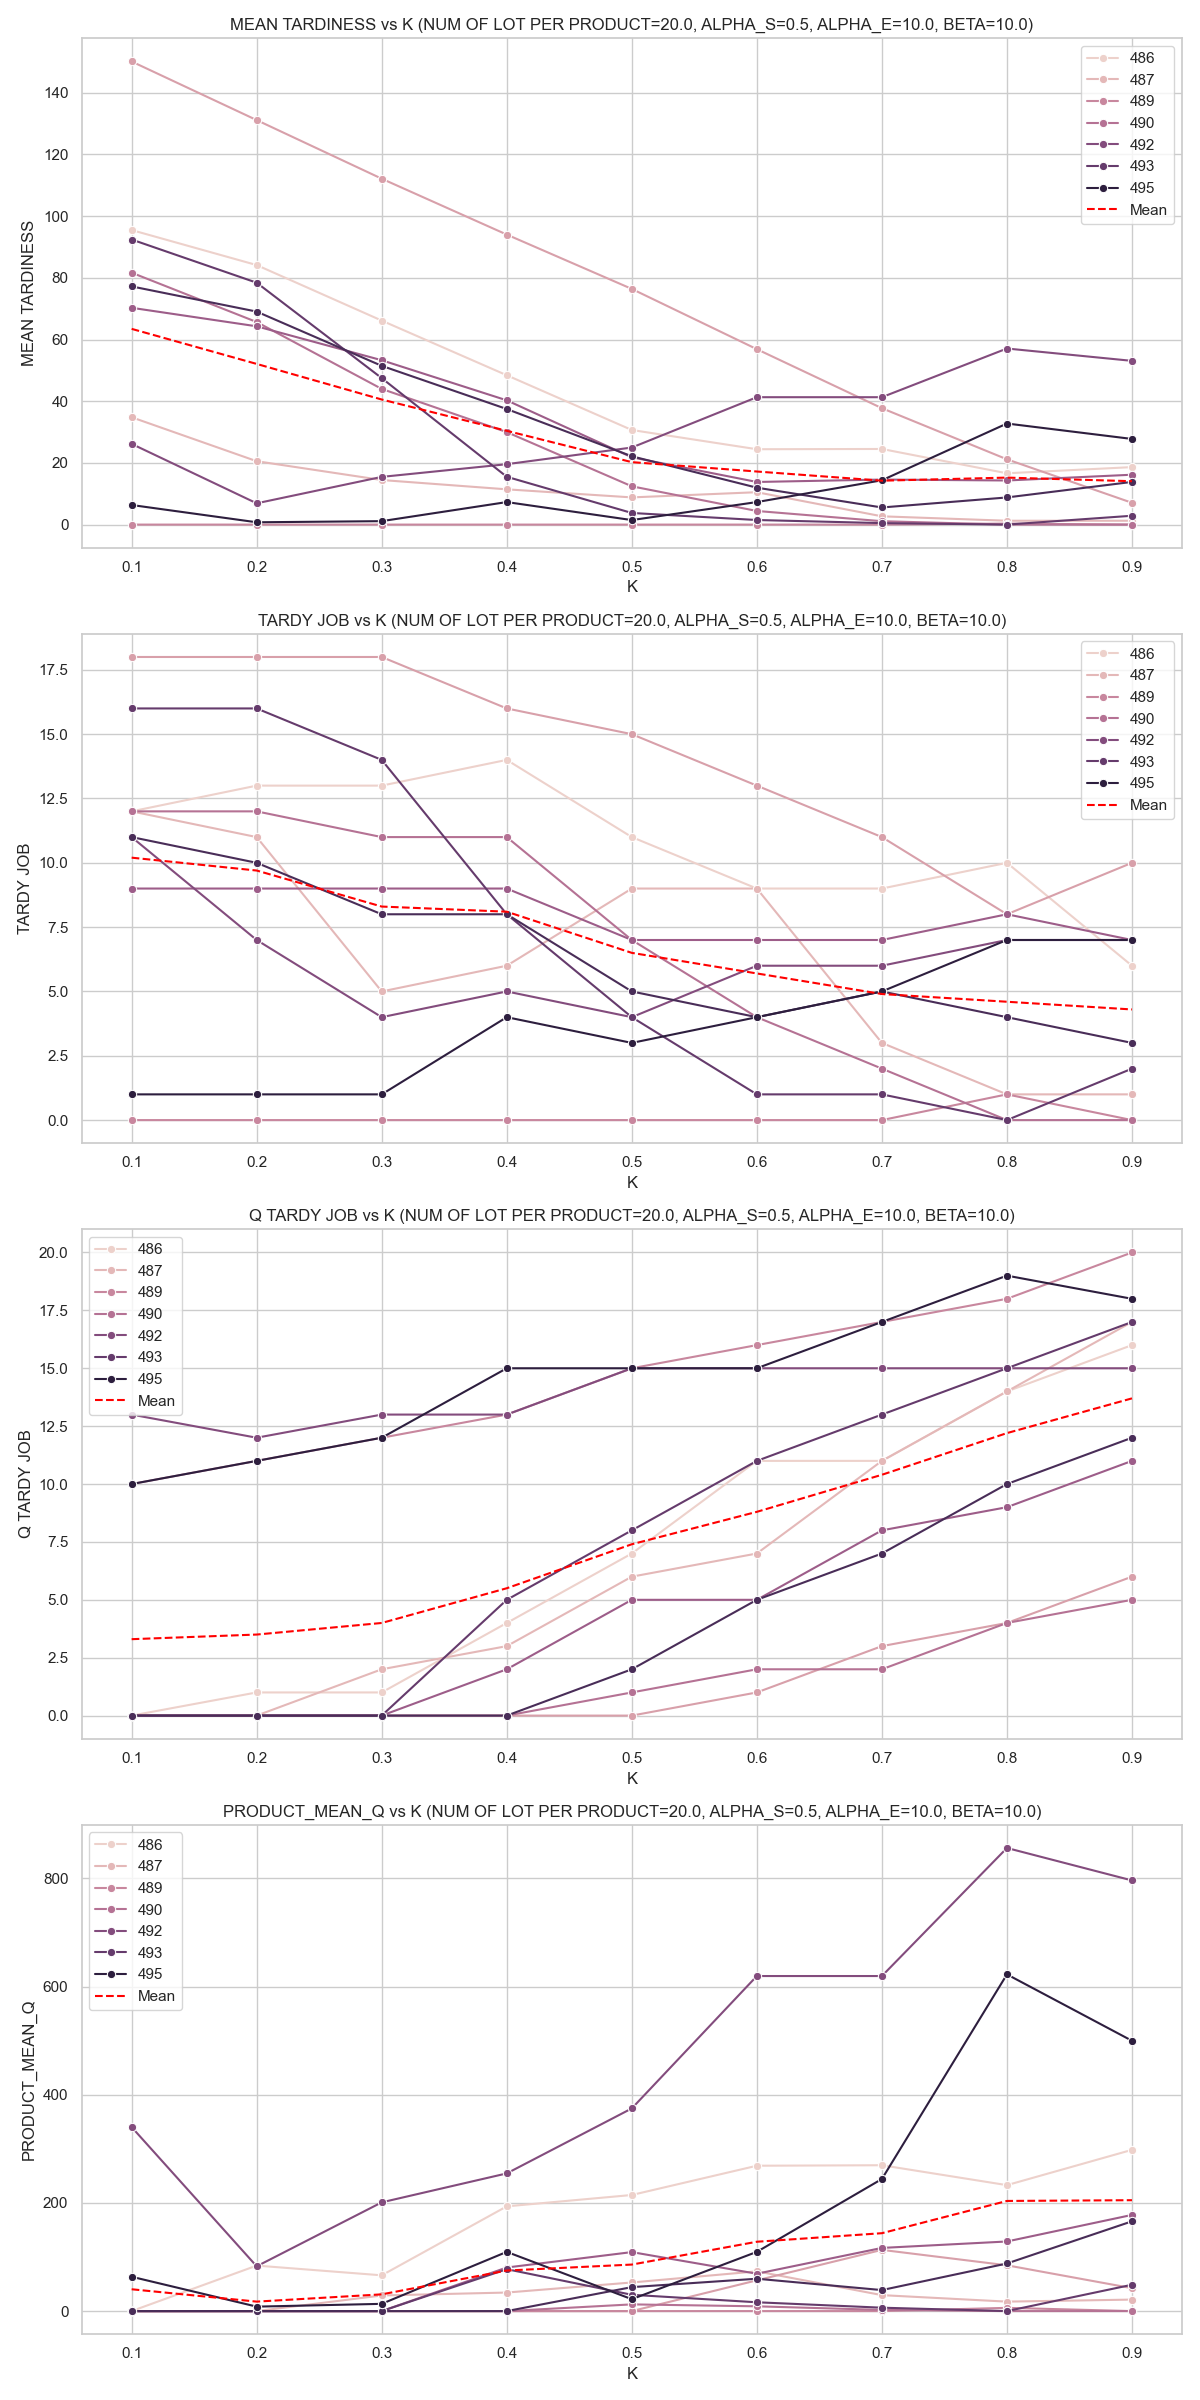 MEAN TARDINESS vs K (NUM OF LOT PER PRODUCT=20.0, ALPHA_S=0.5, ALPHA_E=10.0, BETA=10.0)
486
487
489
490
492
493
495
Mean
MEAN TARDINESS
140
120
100
80
60
40
20
0
0.1 0.2 0.3 0.4 0.5 0.6 0.7 0.8 0.9
K
TARDY JOB vs K (NUM OF LOT PER PRODUCT=20.0, ALPHA_S=0.5, ALPHA_E=10.0, BETA=10.0)
486
487
489
490
492
493
495
Mean
TARDY JOB
17.5
15.0
12.5
10.0
7.5
5.0
2.5
0.0
0.1 0.2 0.3 0.4 0.5 0.6 0.7 0.8 0.9
K
Q TARDY JOB vs K (NUM OF LOT PER PRODUCT=20.0, ALPHA_S=0.5, ALPHA_E=10.0, BETA=10.0)
486
487
489
490
492
493
495
Mean
Q TARDY JOB
20.0
17.5
15.0
12.5
10.0
7.5
5.0
2.5
0.0
0.1 0.2 0.3 0.4 0.5 0.6 0.7 0.8 0.9
K
PRODUCT_MEAN_Q vs K (NUM OF LOT PER PRODUCT=20.0, ALPHA_S=0.5, ALPHA_E=10.0, BETA=10.0)
486
487
489
490
492
493
495
Mean
PRODUCT_MEAN_Q
800
600
400
200
0
0.1 0.2 0.3 0.4 0.5 0.6 0.7 0.8 0.9
K